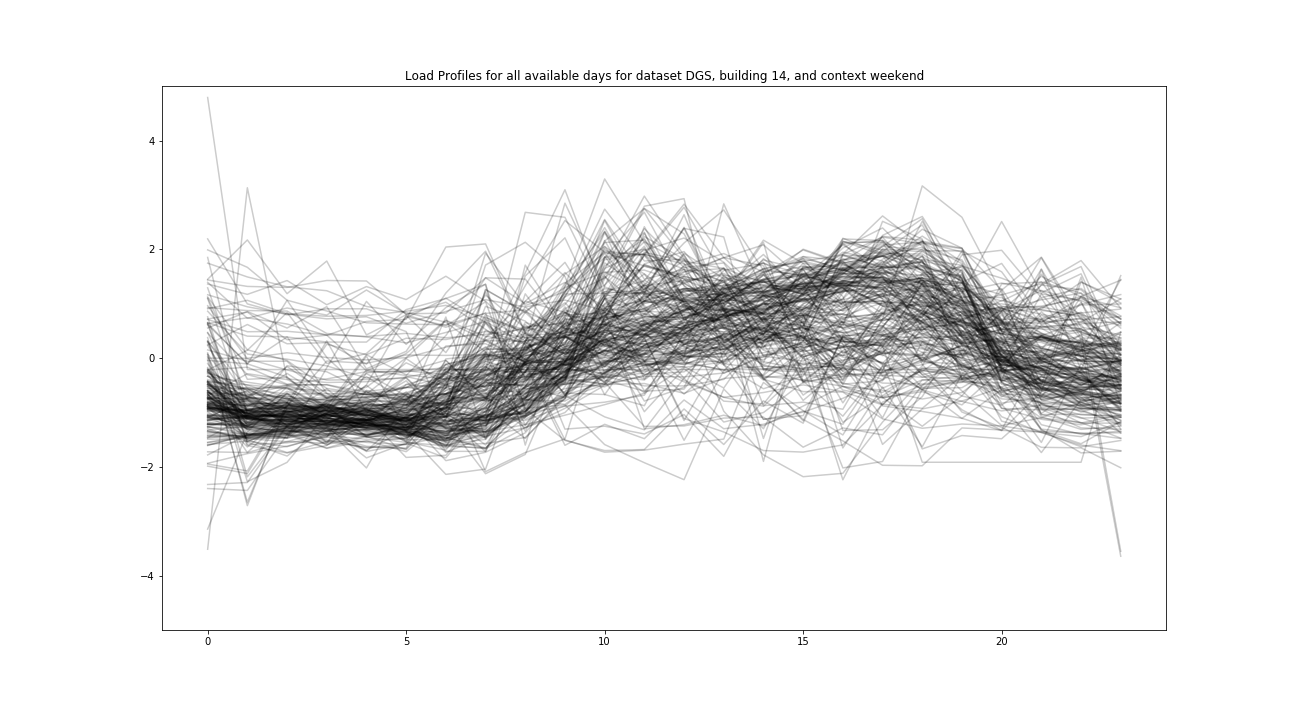 Load Profiles for all available days for dataset DGS, building 14, and context weekend
4
2
0
−2
−4
0 5 10 15 20